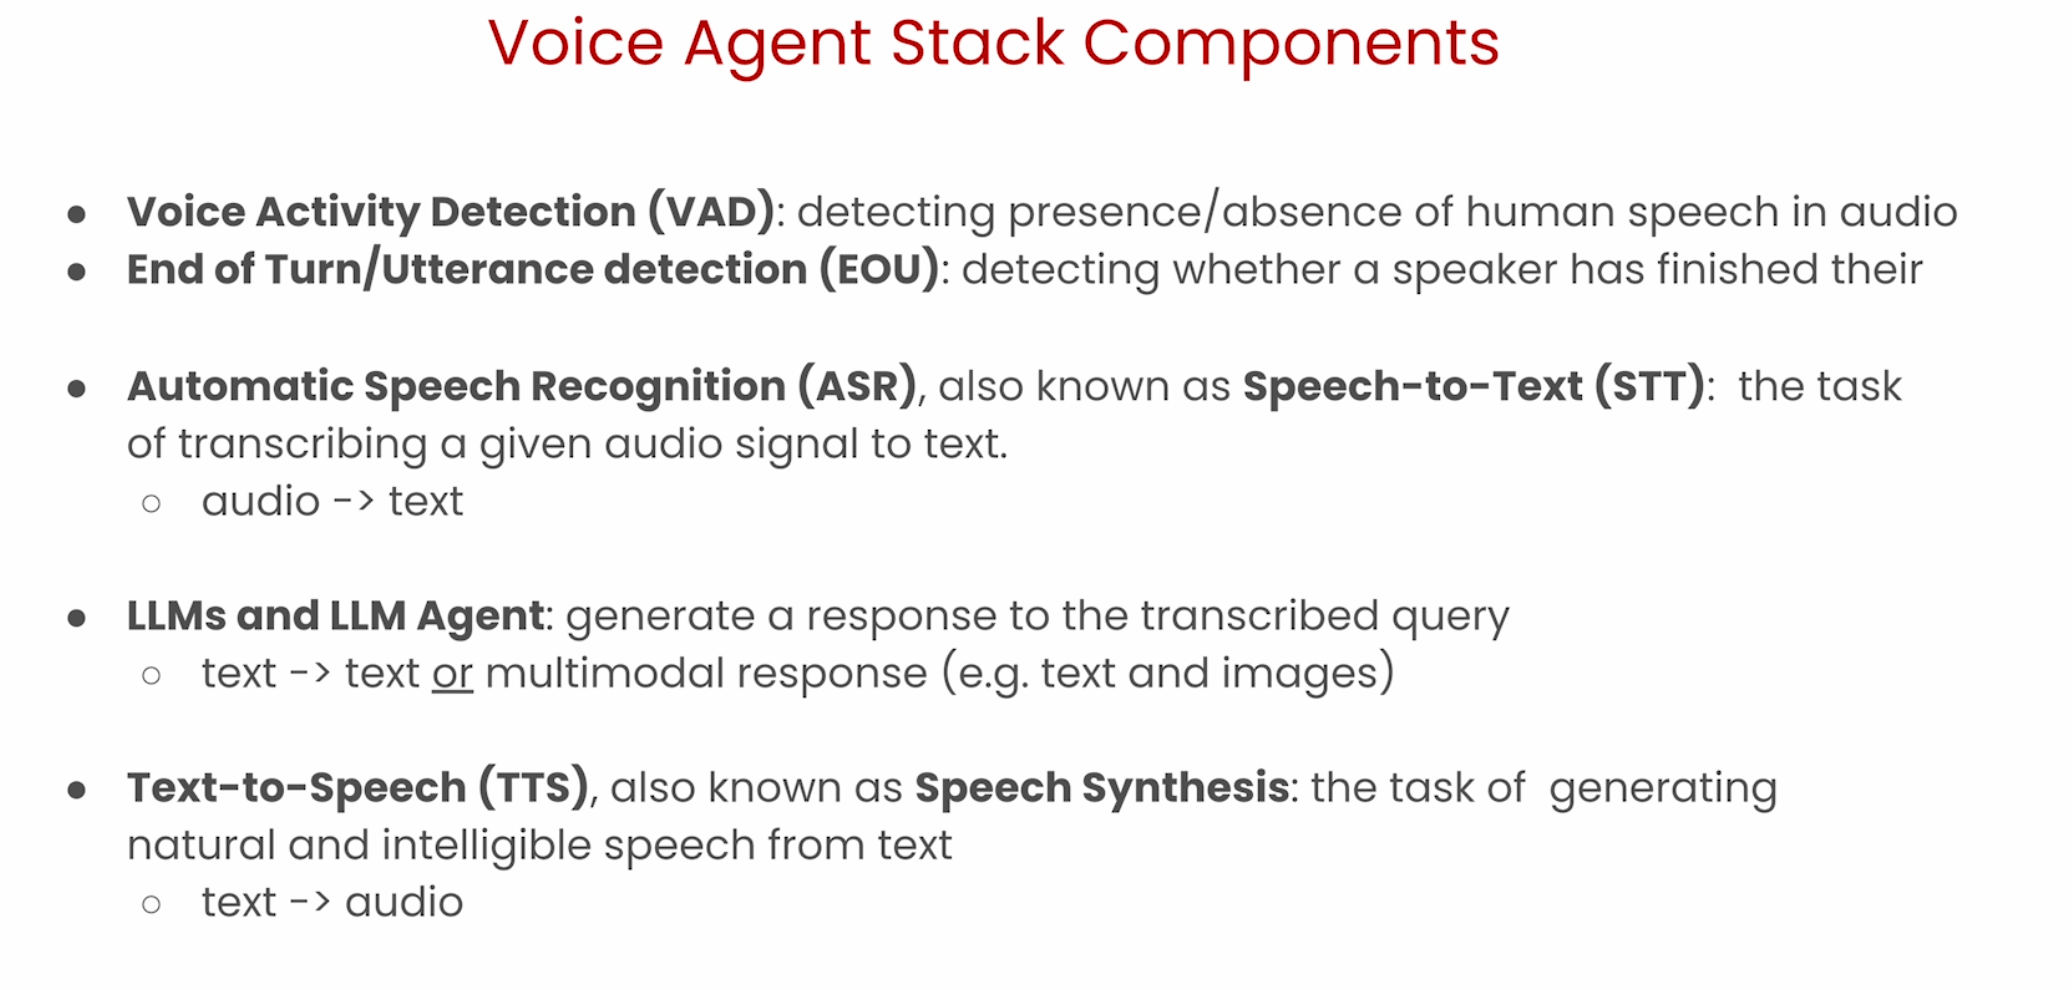 Voice Agent Stack Components
● Voice Activity Detection (VAD): detecting presence/absence of human speech in audio
● End of Turn/Utterance detection (EOU): detecting whether a speaker has finished their
● Automatic Speech Recognition (ASR), also known as Speech-to-Text (STT):  the task
of transcribing a given audio signal to text.
○ audio -> text
● LLMs and LLM Agent: generate a response to the transcribed query
○ text -> text or multimodal response (e.g. text and images)
● Text-to-Speech (TTS), also known as Speech Synthesis: the task of  generating
natural and intelligible speech from text
○ text -> audio